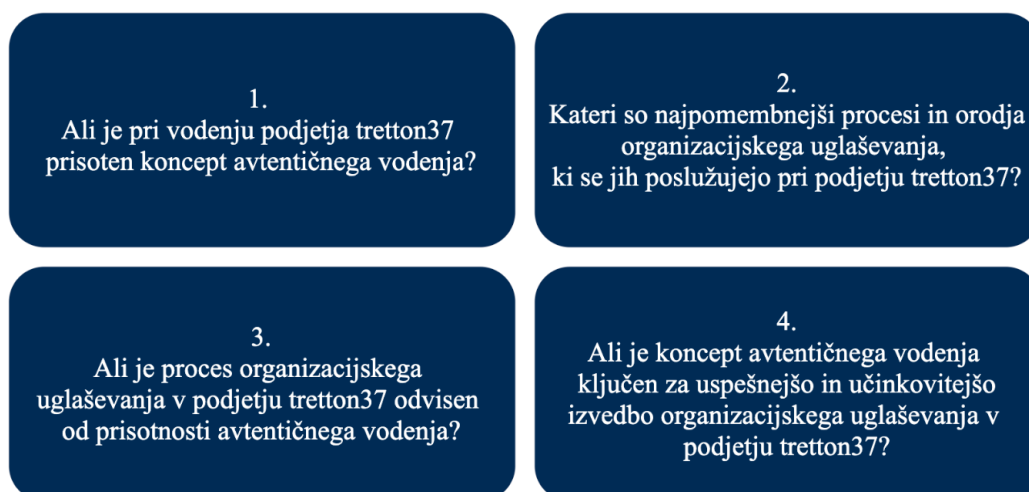 1.
Ali je pri vodenju podjetja tretton37
prisoten koncept avtentičnega vodenja?
2.
Kateri so najpomembnejši procesi in orodja
organizacijskega uglaševanja,
ki se jih poslužujejo pri podjetju tretton37?
3.
Ali je proces organizacijskega
uglaševanja v podjetju tretton37 odvisen
od prisotnosti avtentičnega vodenja?
4.
Ali je koncept avtentičnega vodenja
ključen za uspešnejšo in učinkovitejšo
izvedbo organizacijskega uglaševanja v
podjetju tretton37?